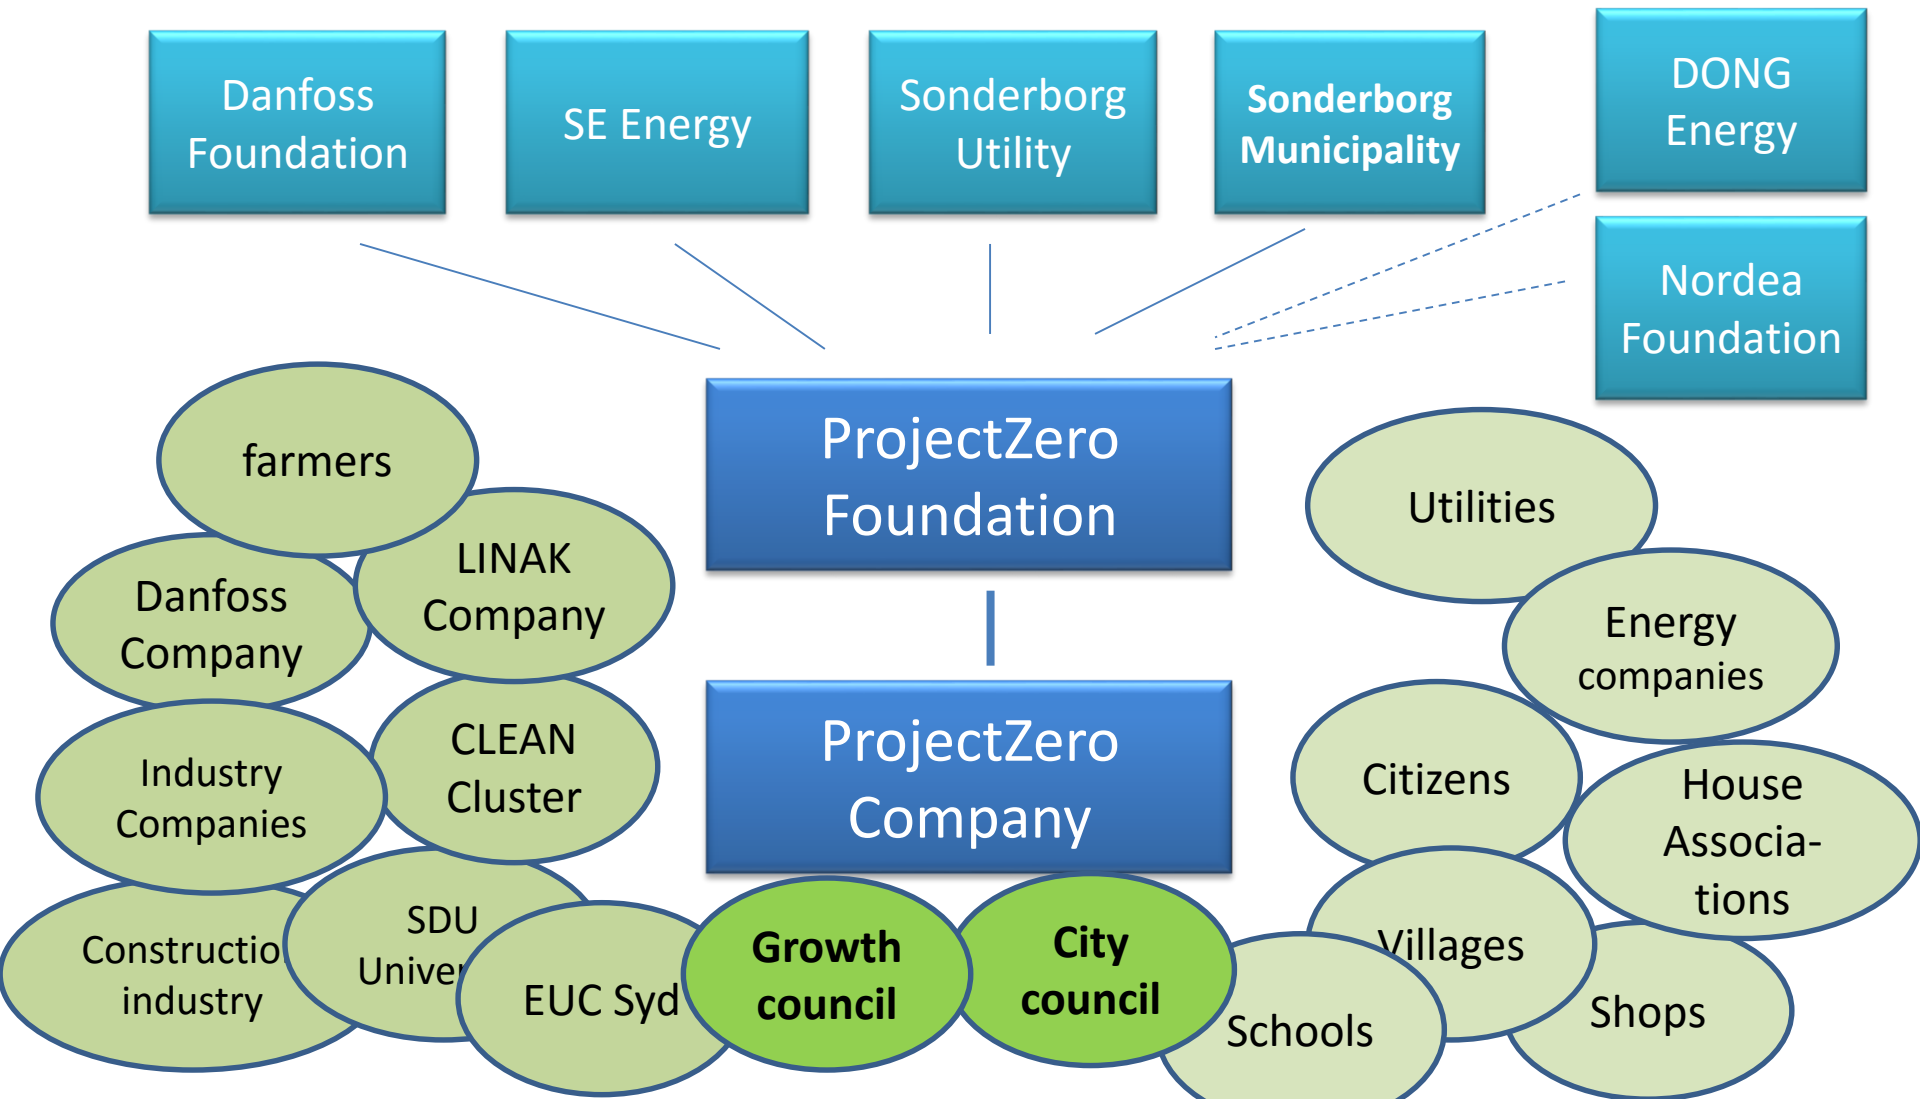 Danfoss
Foundation
SE Energy
Sonderborg
Utility
Sonderborg
Municipality
DONG
Energy
Nordea
Foundation
ProjectZero
Foundation
ProjectZero
Company
farmers
LINAK
Company
Danfoss
Company
Industry
Companies
CLEAN
Cluster
Construction
industry
SDU
EUC Syd
Growth
council
City
council
Utilities
Energy
companies
Citizens
House
Associa-
tions
Villages
Shops
Schools